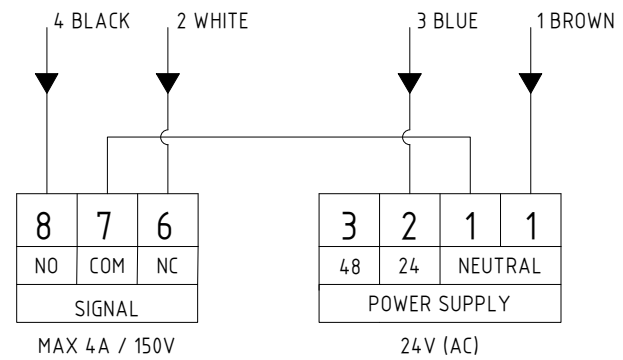 4 BLACK 2 WHITE 3 BLUE 1 BROWN
8 7 6 3 2 1 1
NO COM NC 48 24 NEUTRAL
SIGNAL POWER SUPPLY
MAX 4A / 150V 24V (AC)